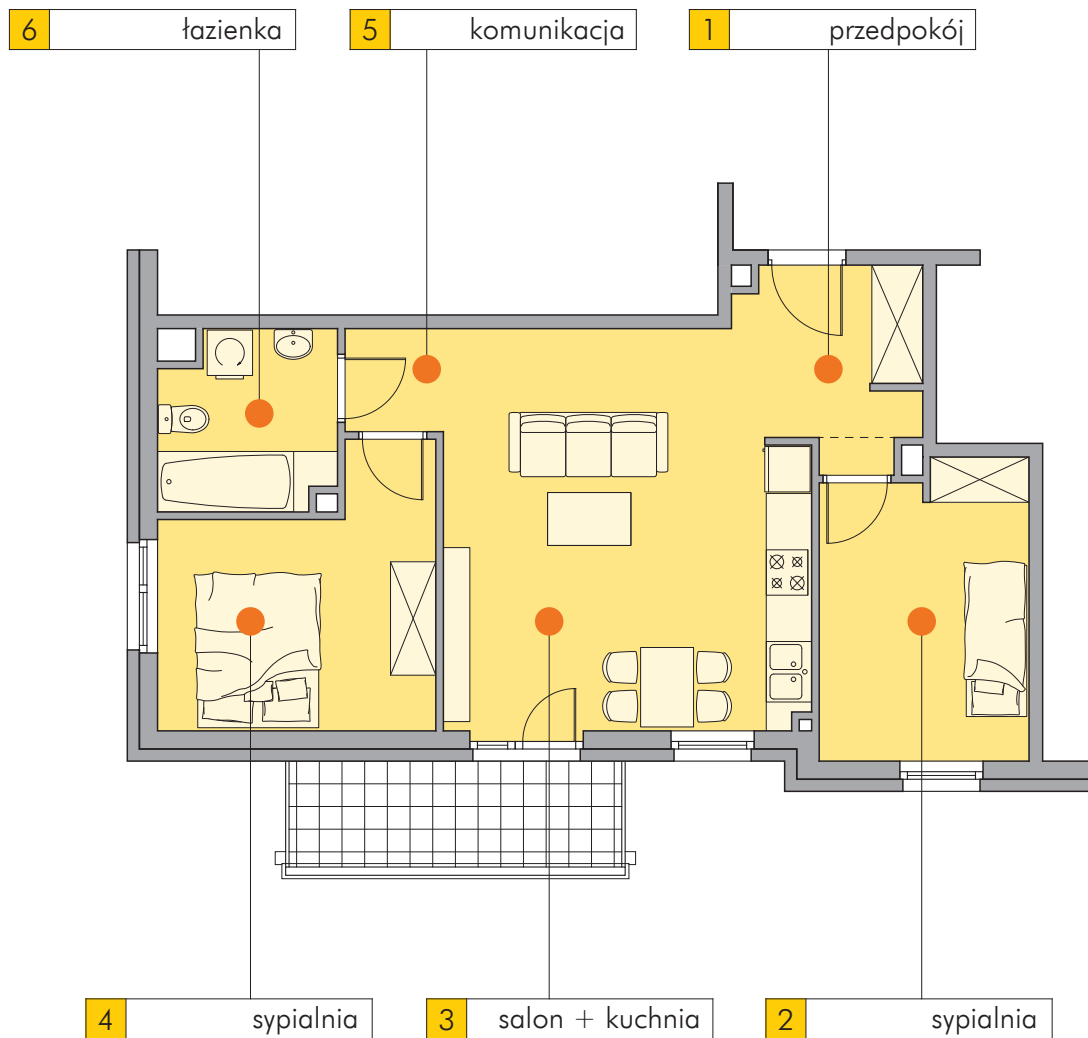 6 łazienka
5 komunikacja
1 przedpokój
4 sypialnia
3 salon + kuchnia
2 sypialnia